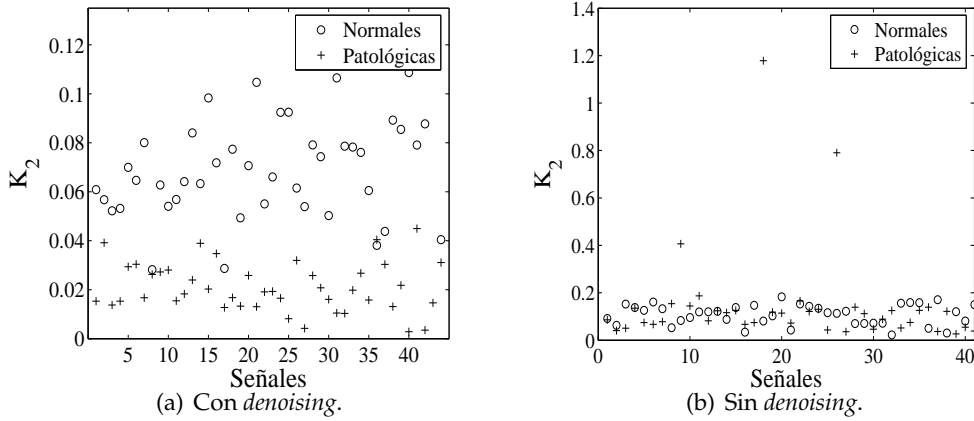 0.12
0.1
0.08
0.06
0.04
0.02
0
K2
Normales
Patológicas
5 10 15 20 25 30 35 40
Señales
(a) Con denoising.
1.4
1.2
1
0.8
0.6
0.4
0.2
0
K2
Normales
Patológicas
0 10 20 30 40
Señales
(b) Sin denoising.